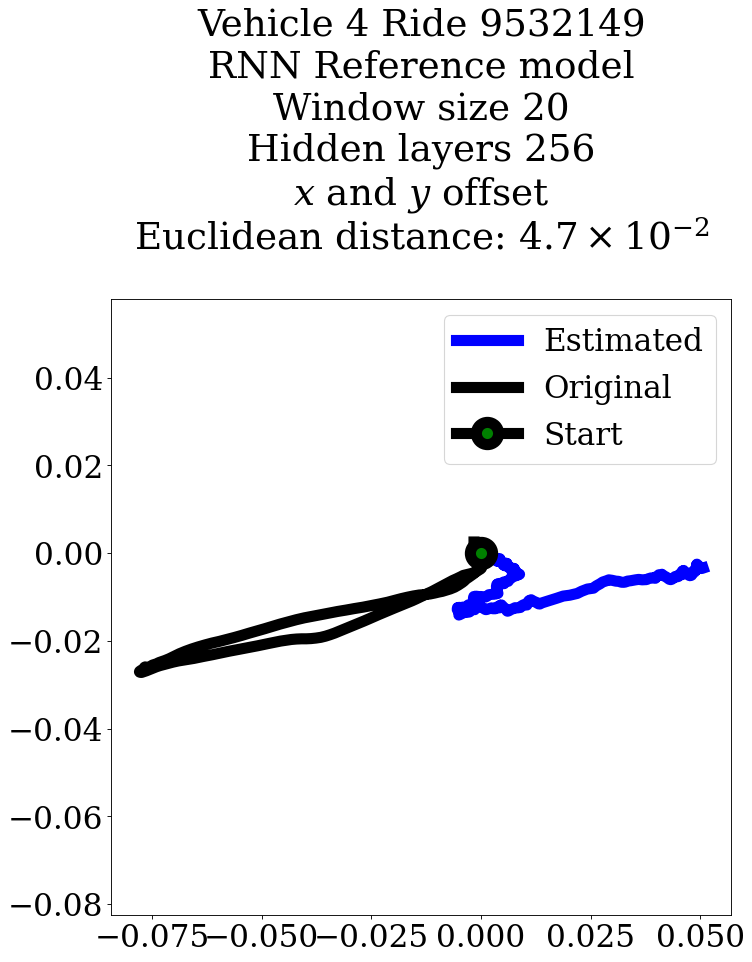 Vehicle 4 Ride 9532149
RNN Reference model
Window size 20
Hidden layers 256
x and y offset
Euclidean distance: 4.7 × 10⁻²
Estimated
Original
Start
0.04
0.02
0.00
−0.02
−0.04
−0.06
−0.08
−0.075 −0.050 −0.025 0.000 0.025 0.050